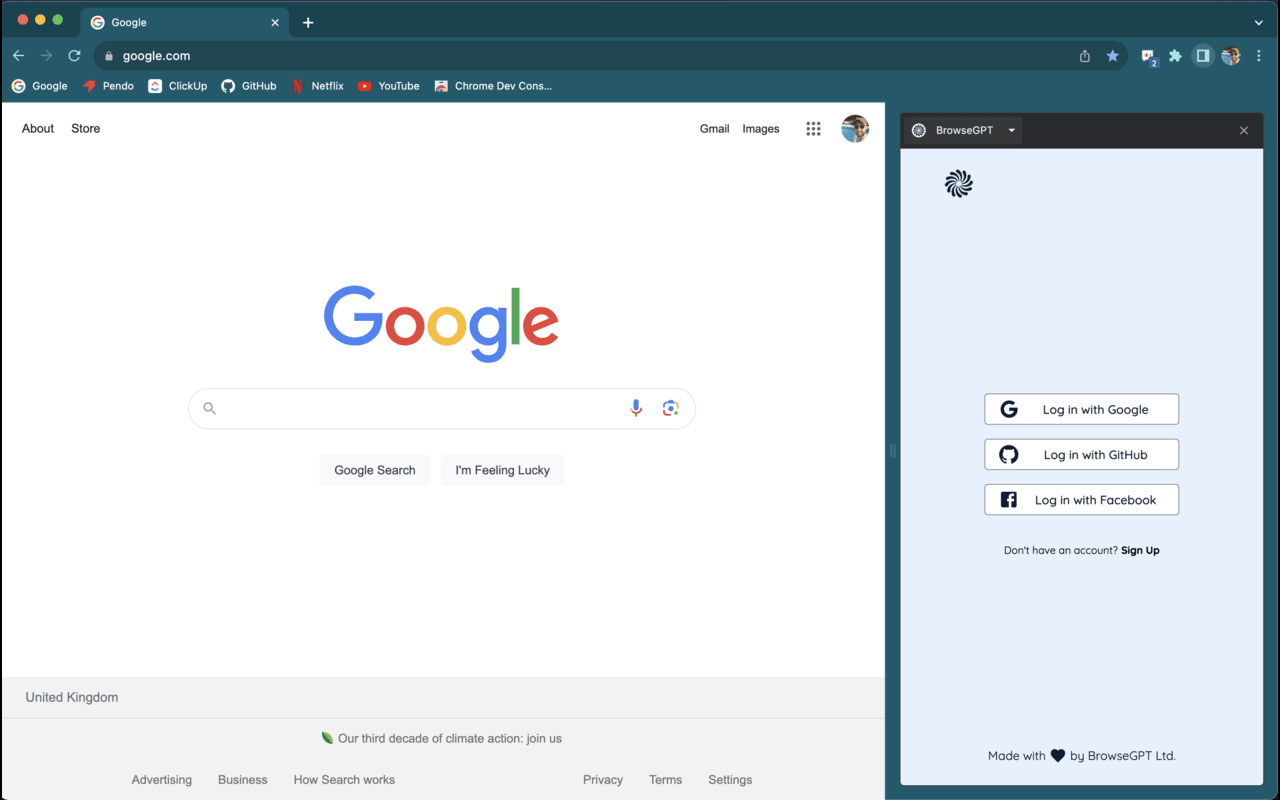 Google
google.com
2
Google Pendo ClickUp GitHub Netflix YouTube Chrome Dev Cons...
About Store Gmail Images
Google
Google Search I'm Feeling Lucky
United Kingdom
Our third decade of climate action: join us
Advertising Business How Search works Privacy Terms Settings
BrowseGPT
Log in with Google
Log in with GitHub
Log in with Facebook
Don't have an account? Sign Up
Made with by BrowseGPT Ltd.